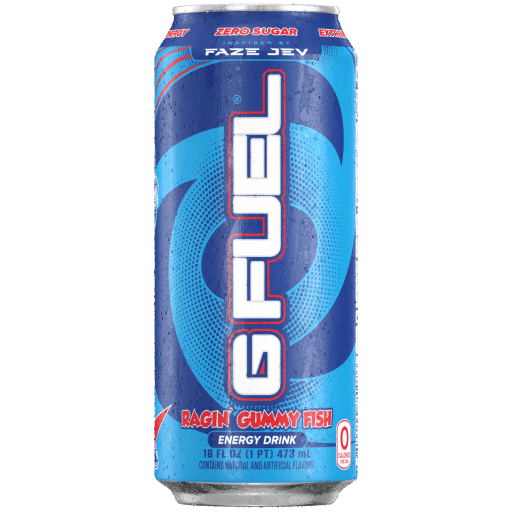 ZERO SUGAR
INSPIRED BY
FAZE JEV
G FUEL
RAGIN' GUMMY FISH
ENERGY DRINK
16 FL OZ (1 PT) 473 mL
CONTAINS NATURAL AND ARTIFICIAL FLAVORS
0
CALORIES